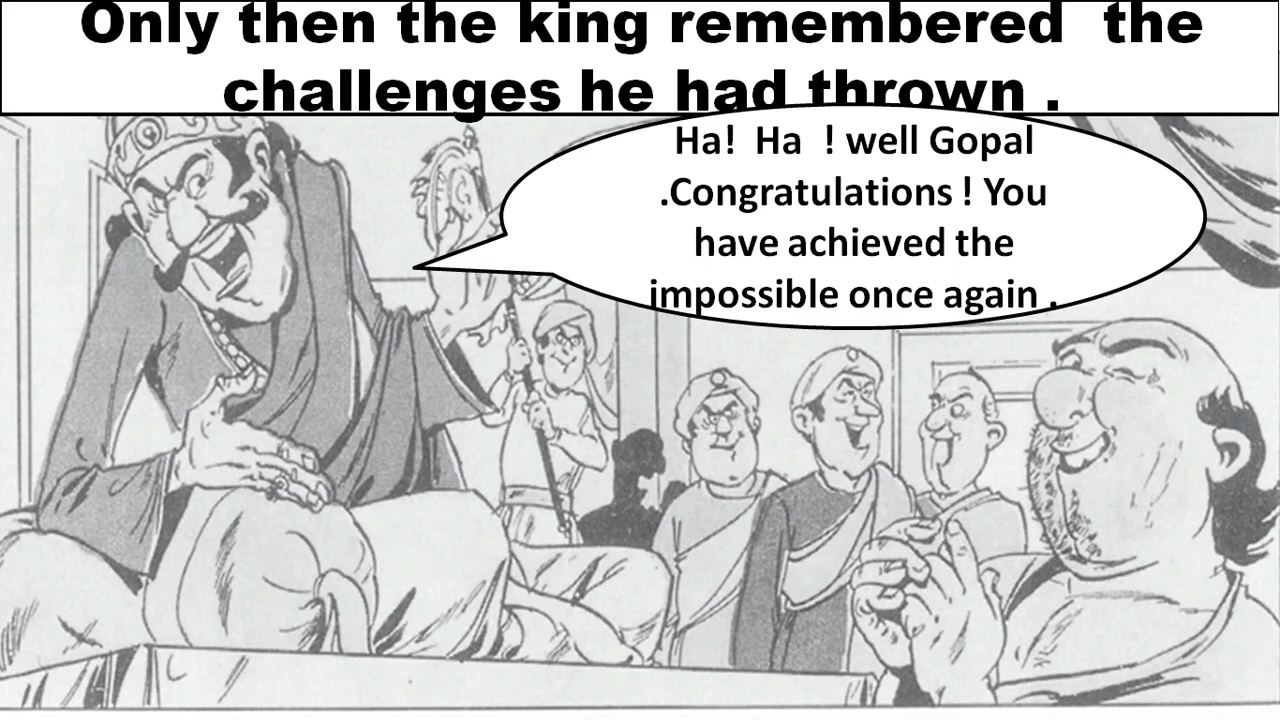 Only then the king remembered  the
challenges he had thrown .
Ha!  Ha  ! well Gopal
.Congratulations ! You
have achieved the
impossible once again .